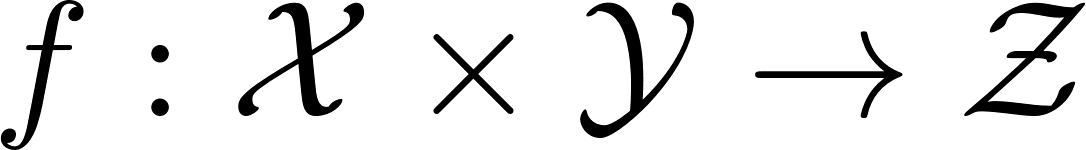 f : 𝒳 × 𝒴 → 𝒵